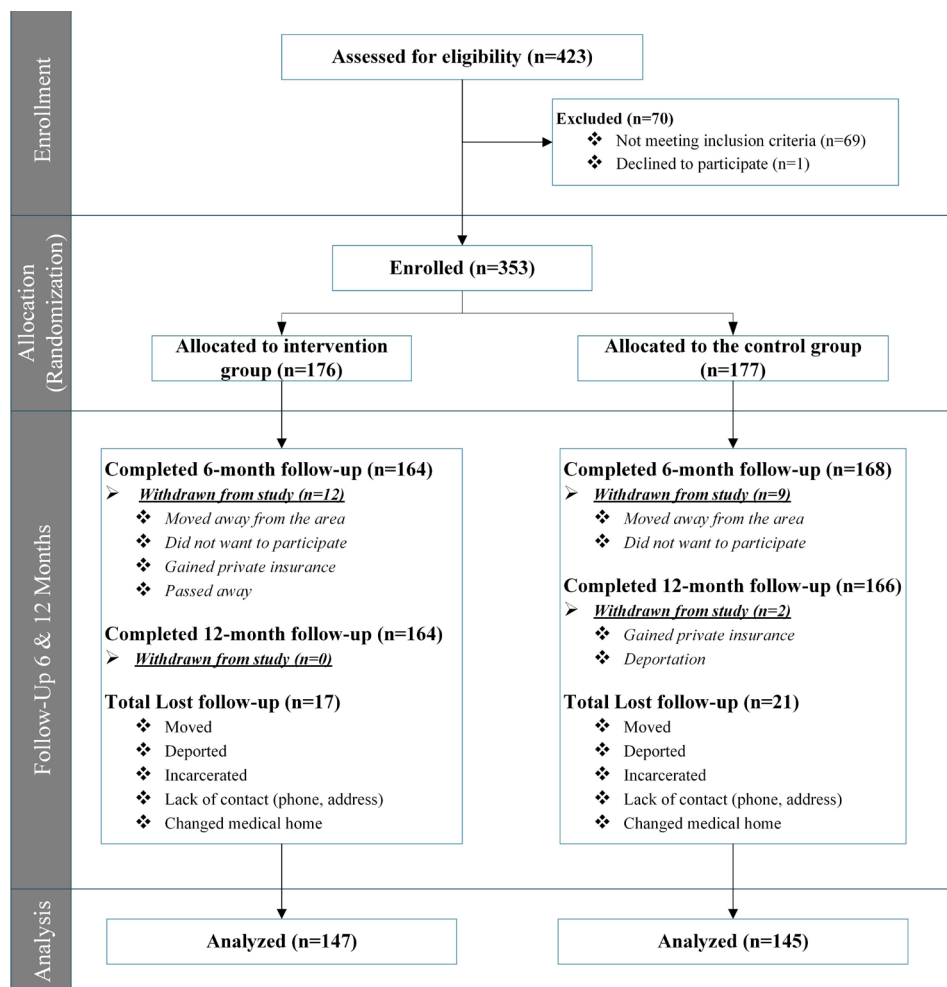 Enrollment
Assessed for eligibility (n=423)
Excluded (n=70)
❖ Not meeting inclusion criteria (n=69)
❖ Declined to participate (n=1)
Allocation
(Randomization)
Enrolled (n=353)
Allocated to intervention
group (n=176)
Allocated to the control group
(n=177)
Follow-Up 6 & 12 Months
Completed 6-month follow-up (n=164)
➢ Withdrawn from study (n=12)
❖ Moved away from the area
❖ Did not want to participate
❖ Gained private insurance
❖ Passed away
Completed 12-month follow-up (n=164)
➢ Withdrawn from study (n=0)
Total Lost follow-up (n=17)
❖ Moved
❖ Deported
❖ Incarcerated
❖ Lack of contact (phone, address)
❖ Changed medical home
Completed 6-month follow-up (n=168)
➢ Withdrawn from study (n=9)
❖ Moved away from the area
❖ Did not want to participate
Completed 12-month follow-up (n=166)
➢ Withdrawn from study (n=2)
❖ Gained private insurance
❖ Deportation
Total Lost follow-up (n=21)
❖ Moved
❖ Deported
❖ Incarcerated
❖ Lack of contact (phone, address)
❖ Changed medical home
Analysis
Analyzed (n=147)
Analyzed (n=145)